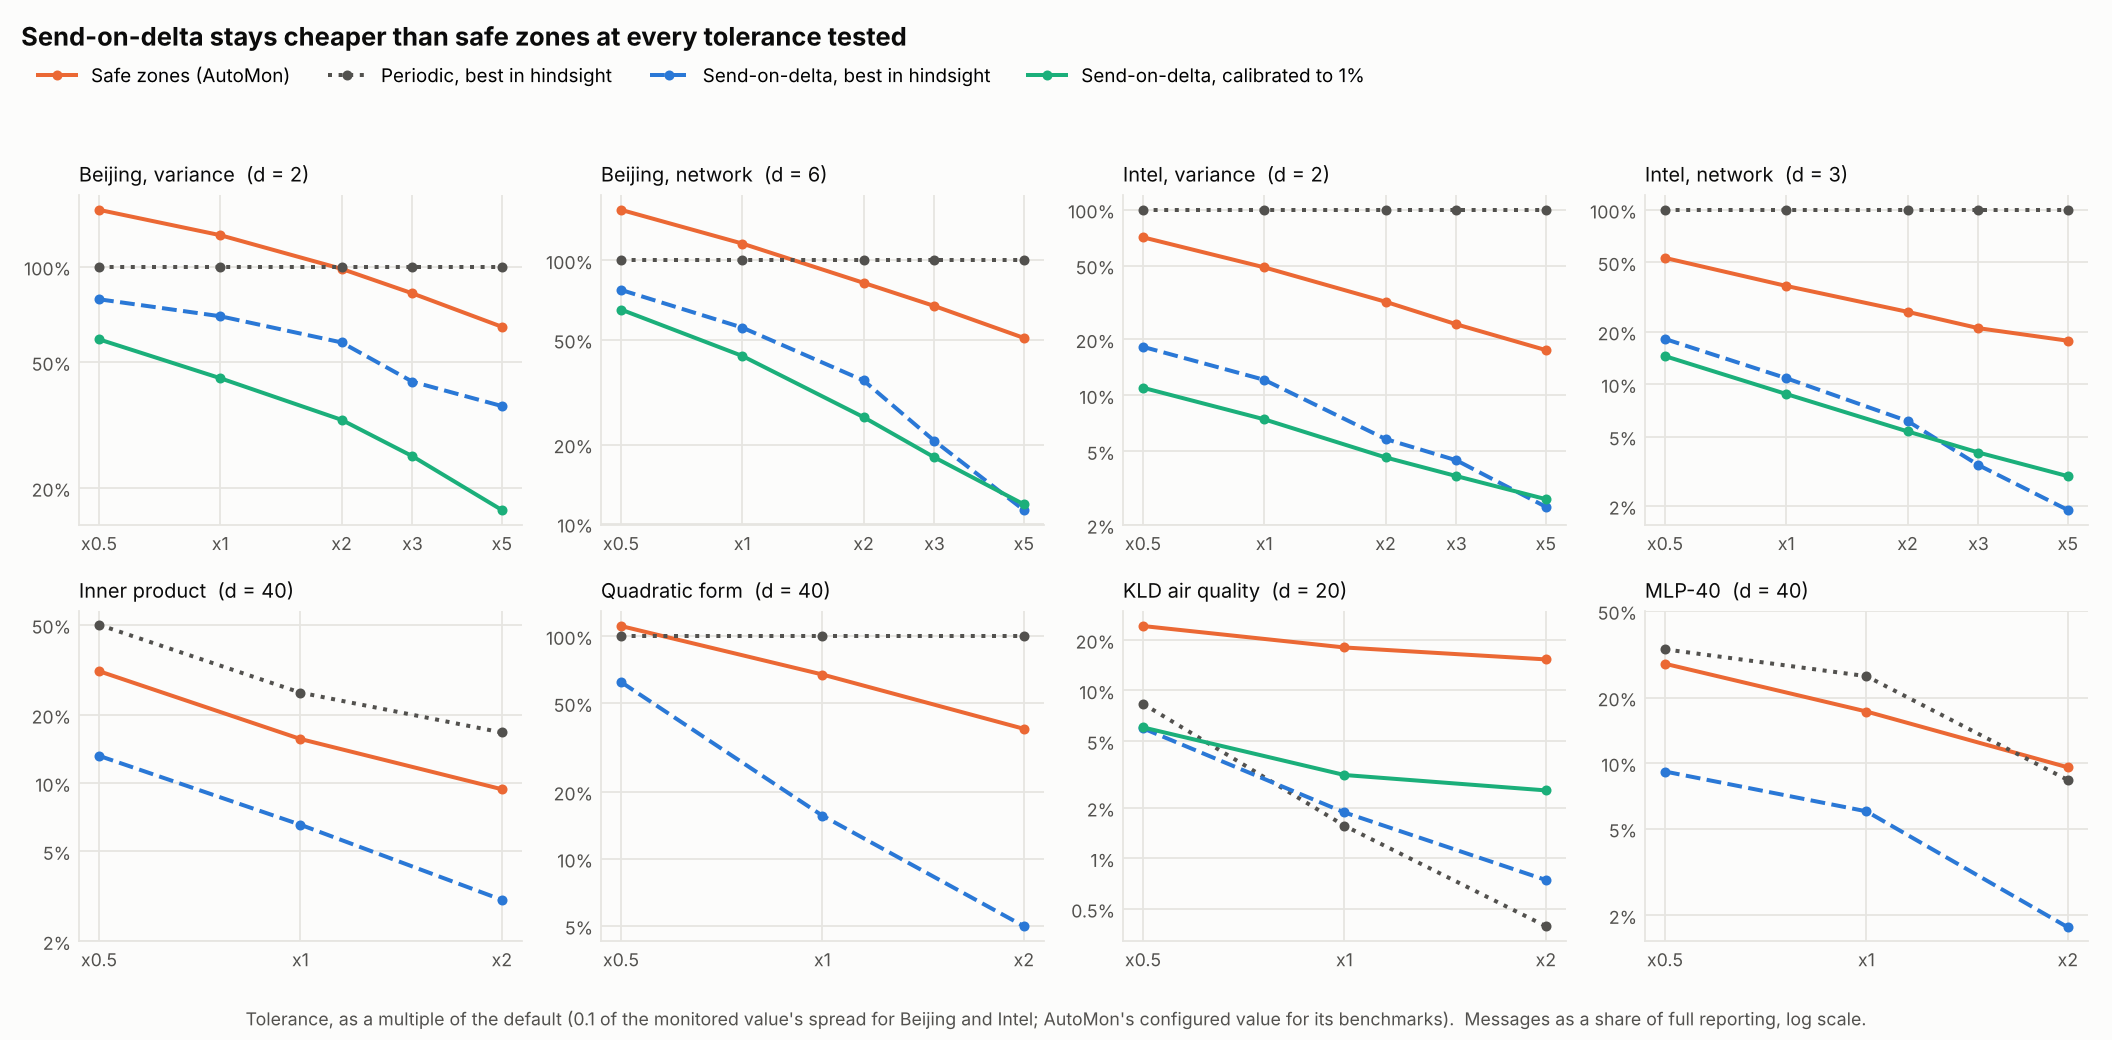 Send-on-delta stays cheaper than safe zones at every tolerance tested
Safe zones (AutoMon) Periodic, best in hindsight Send-on-delta, best in hindsight Send-on-delta, calibrated to 1%
Beijing, variance (d = 2)
100%
50%
20%
x0.5 x1 x2 x3 x5
Beijing, network (d = 6)
100%
50%
20%
10%
x0.5 x1 x2 x3 x5
Intel, variance (d = 2)
100%
50%
20%
10%
5%
2%
x0.5 x1 x2 x3 x5
Intel, network (d = 3)
100%
50%
20%
10%
5%
2%
x0.5 x1 x2 x3 x5
Inner product (d = 40)
50%
20%
10%
5%
2%
x0.5 x1 x2
Quadratic form (d = 40)
100%
50%
20%
10%
5%
x0.5 x1 x2
KLD air quality (d = 20)
20%
10%
5%
2%
1%
0.5%
x0.5 x1 x2
MLP-40 (d = 40)
50%
20%
10%
5%
2%
x0.5 x1 x2
Tolerance, as a multiple of the default (0.1 of the monitored value's spread for Beijing and Intel; AutoMon's configured value for its benchmarks). Messages as a share of full reporting, log scale.